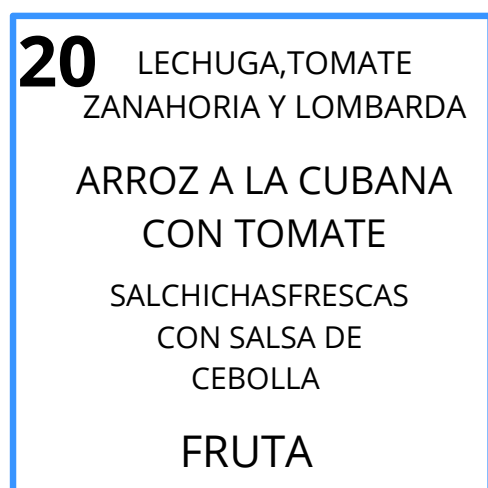 20
LECHUGA,TOMATE
ZANAHORIA Y LOMBARDA
ARROZ A LA CUBANA
CON TOMATE
SALCHICHASFRESCAS
CON SALSA DE
CEBOLLA
FRUTA